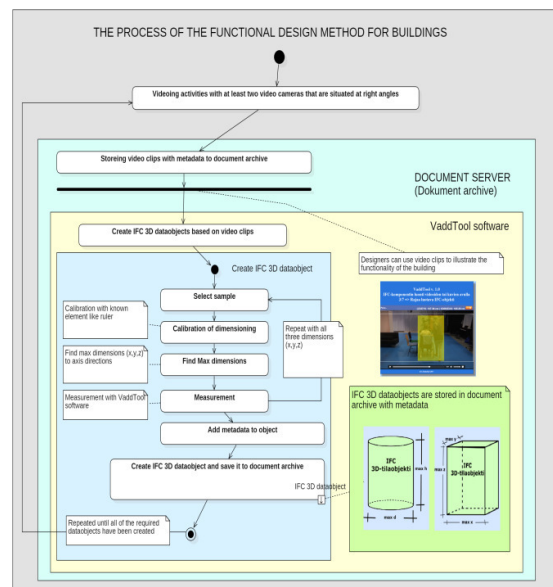 THE PROCESS OF THE FUNCTIONAL DESIGN METHOD FOR BUILDINGS
Videoing activities with at least two video cameras that are situated at right angles
Storeing video clips with metadata to document archive
DOCUMENT SERVER
(Dokument archive)
VaddTool software
Create IFC 3D dataobjects based on video clips
Designers can use video clips to illustrate the
functionality of the building
Create IFC 3D dataobject
Select sample
Calibration with known
element like ruler
Calibration of dimensioning
Repeat with all
three dimensions
(x,y,z)
Find max dimensions (x,y,z)
to axis directions
Find Max dimensions
Measurement with VaddTool
software
Measurement
Add metadata to object
Create IFC 3D dataobject and save it to document archive
IFC 3D dataobject
Repeated until all of the required
dataobjects have been created
IFC 3D dataobjects are stored in document
archive with metadata
IFC
3D-tilaobjekti
max h
max d
max y
max z
IFC
3D-tilaobjekti
max x